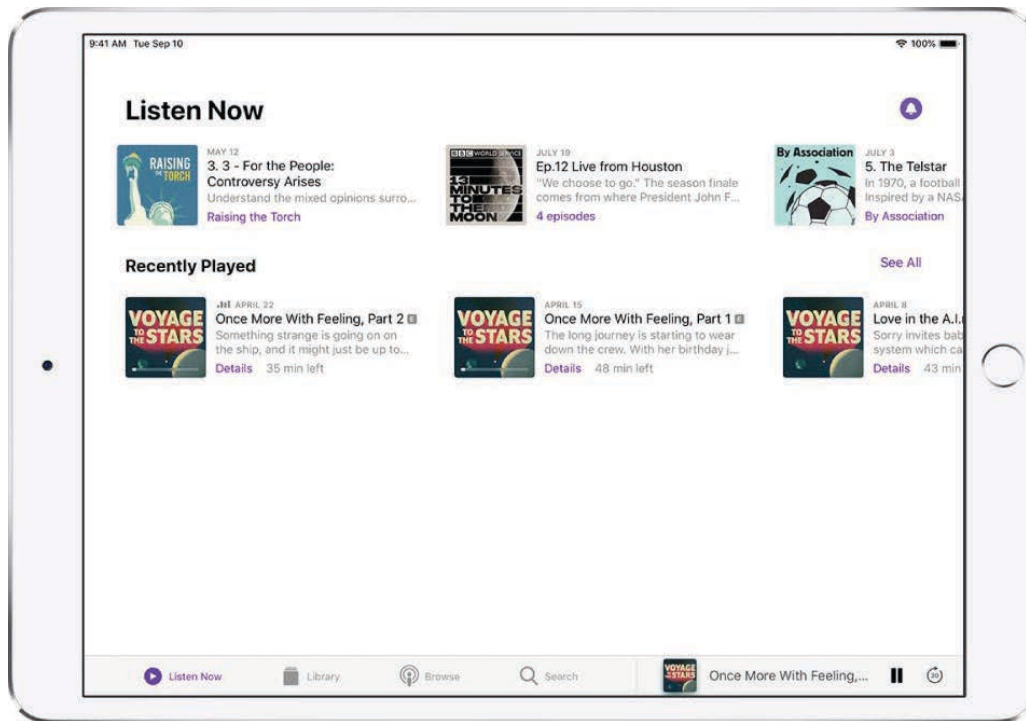 9:41 AM Tue Sep 10
100%
Listen Now
RAISING
THE TORCH
MAY 12
3. 3 - For the People:
Controversy Arises
Understand the mixed opinions surro...
Raising the Torch
BBC WORLD SERVICE
13
MINUTES
TO
THE
MOON
JULY 19
Ep.12 Live from Houston
"We choose to go." The season finale
comes from where President John F...
4 episodes
By Association
JULY 3
5. The Telstar
In 1970, a football
Inspired by a NAS
By Association
Recently Played
See All
VOYAGE
TO
THE STARS
APRIL 22
Once More With Feeling, Part 2 E
Something strange is going on on
the ship, and it might just be up to...
Details 35 min left
VOYAGE
TO
THE STARS
APRIL 15
Once More With Feeling, Part 1 E
The long journey is starting to wear
down the crew. With her birthday j...
Details 48 min left
VOYAGE
TO
THE STARS
APRIL 8
Love in the A.I.
Sorry invites bab
system which ca
Details 43 min
Listen Now
Library
Browse
Search
VOYAGE
THE STARS
Once More With Feeling,...
30